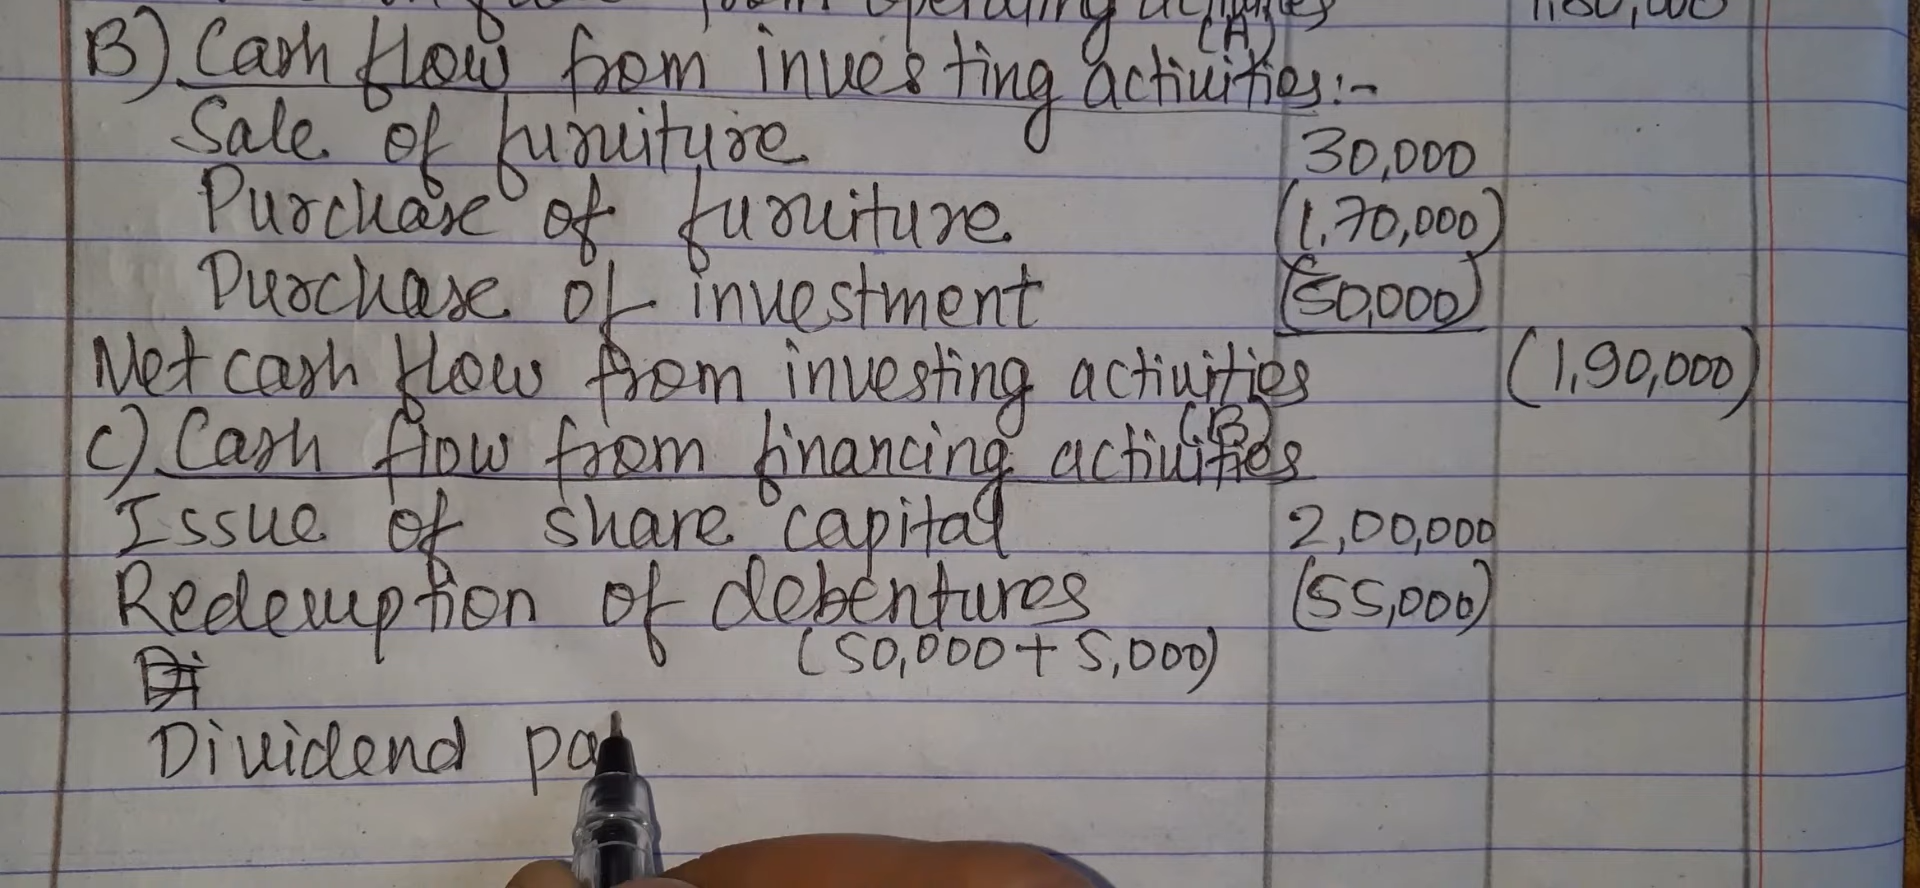 operating activities
(A)
B) Cash flow from investing activities:-
Sale of furniture 30,000
Purchase of furniture (1,70,000)
Purchase of investment (50,000)
Net cash flow from investing activities (1,90,000)
(B)
C) Cash flow from financing activities
Issue of share capital 2,00,000
Redemption of debentures (55,000)
(50,000 + 5,000)
Dividend pa